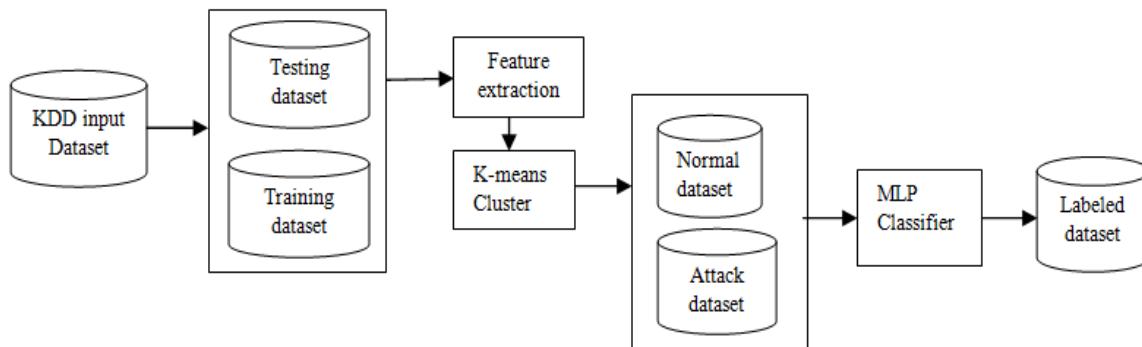 KDD input
Dataset
Testing
dataset
Training
dataset
Feature
extraction
K-means
Cluster
Normal
dataset
Attack
dataset
MLP
Classifier
Labeled
dataset